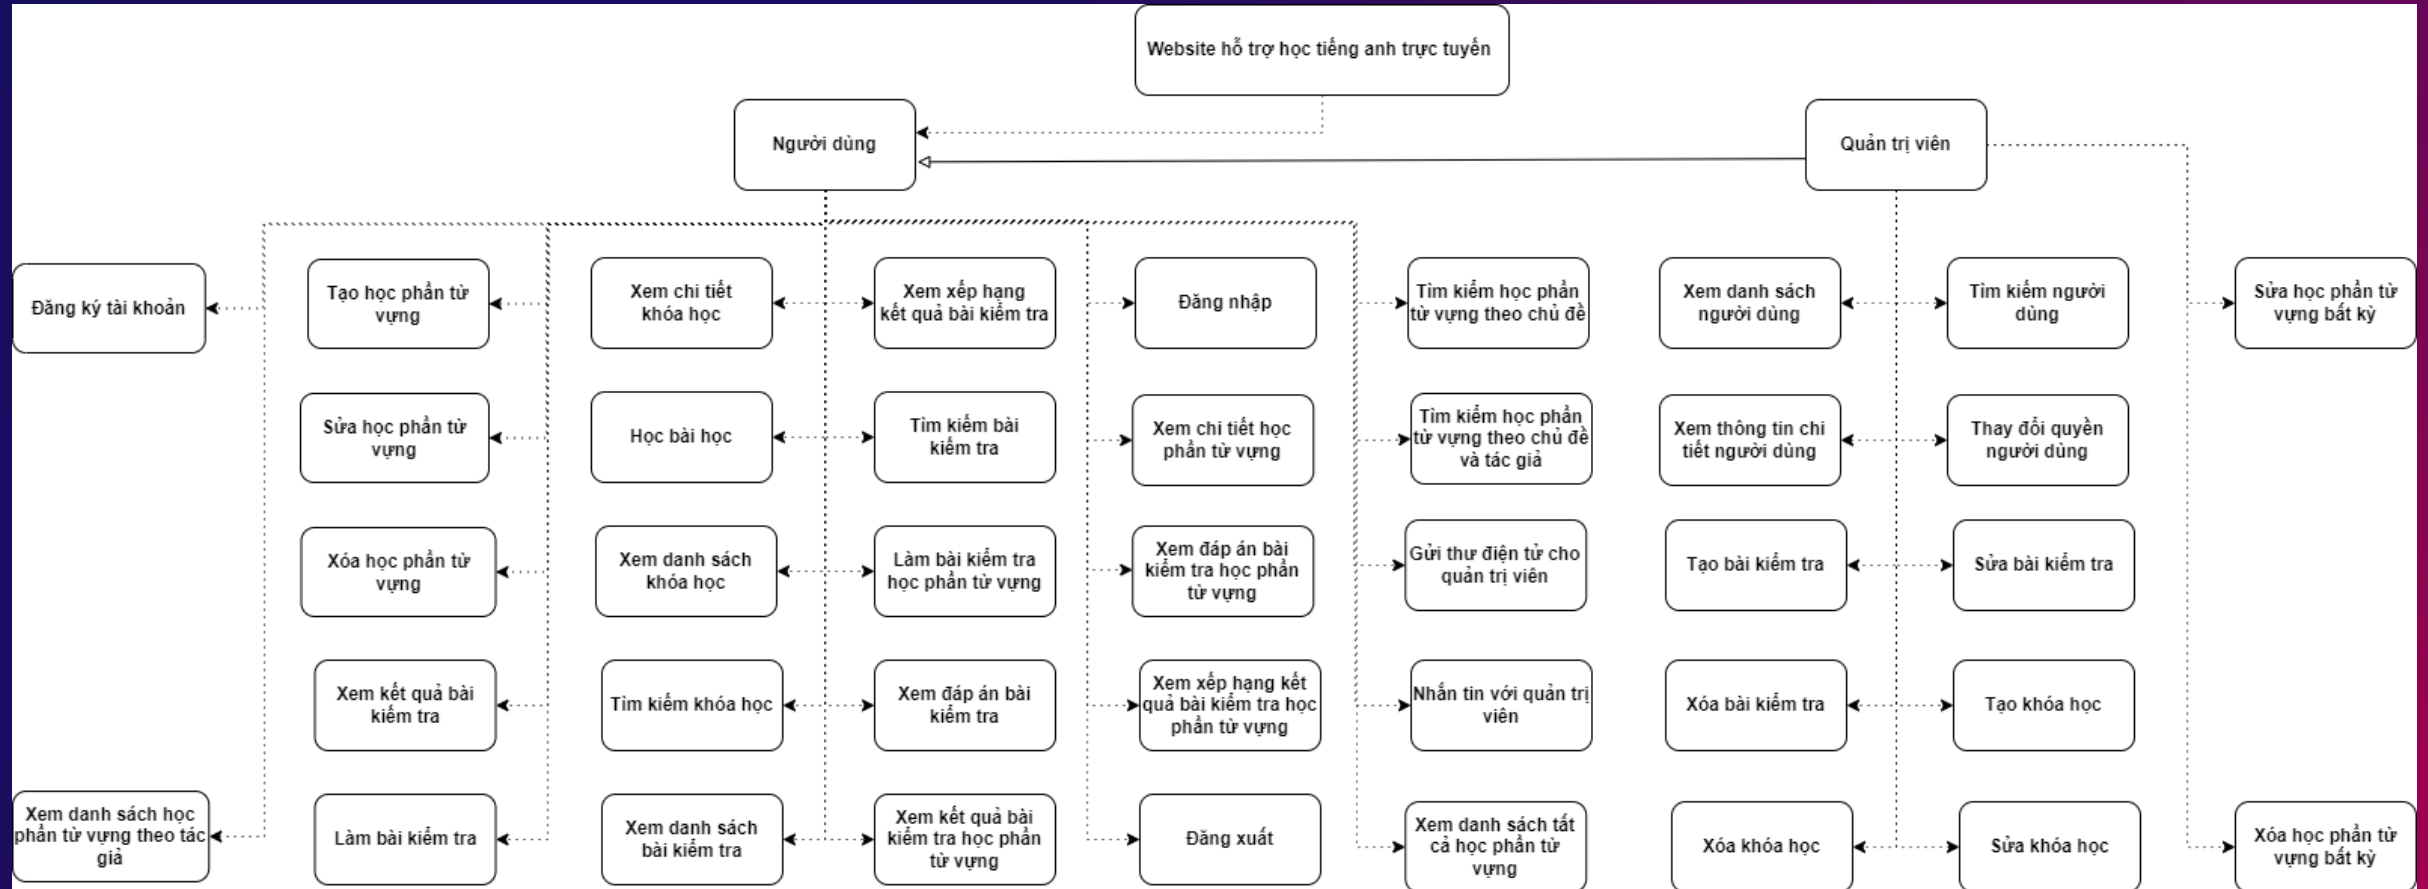 Website hỗ trợ học tiếng anh trực tuyến
Người dùng
Quản trị viên
Đăng ký tài khoản
Tạo học phần từ
vựng
Xem chi tiết
khóa học
Xem xếp hạng
kết quả bài kiểm tra
Đăng nhập
Tìm kiếm học phần
từ vựng theo chủ đề
Xem danh sách
người dùng
Tìm kiếm người
dùng
Sửa học phần từ
vựng bất kỳ
Sửa học phần từ
vựng
Học bài học
Tìm kiếm bài
kiểm tra
Xem chi tiết học
phần từ vựng
Tìm kiếm học phần
từ vựng theo chủ đề
và tác giả
Xem thông tin chi
tiết người dùng
Thay đổi quyền
người dùng
Xóa học phần từ
vựng
Xem danh sách
khóa học
Làm bài kiểm tra
học phần từ vựng
Xem đáp án bài
kiểm tra học phần
từ vựng
Gửi thư điện tử cho
quản trị viên
Tạo bài kiểm tra
Sửa bài kiểm tra
Xem kết quả bài
kiểm tra
Tìm kiếm khóa học
Xem đáp án bài
kiểm tra
Xem xếp hạng kết
quả bài kiểm tra học
phần từ vựng
Nhắn tin với quản trị
viên
Xóa bài kiểm tra
Tạo khóa học
Xem danh sách học
phần từ vựng theo tác
giả
Làm bài kiểm tra
Xem danh sách
bài kiểm tra
Xem kết quả bài
kiểm tra học phần
từ vựng
Đăng xuất
Xem danh sách tất
cả học phần từ
vựng
Xóa khóa học
Sửa khóa học
Xóa học phần từ
vựng bất kỳ